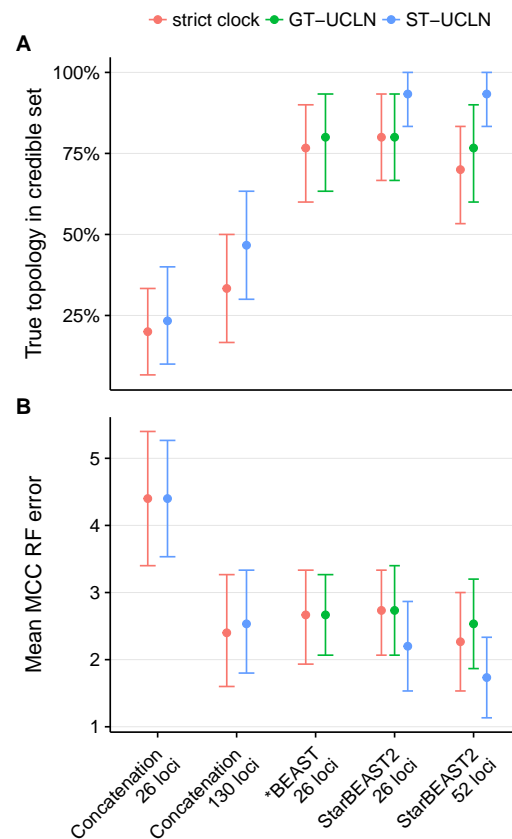 strict clock GT−UCLN ST−UCLN
A
True topology in credible set
100%
75%
50%
25%
B
Mean MCC RF error
5
4
3
2
1
Concatenation
26 loci
Concatenation
130 loci
*BEAST
26 loci
StarBEAST2
26 loci
StarBEAST2
52 loci